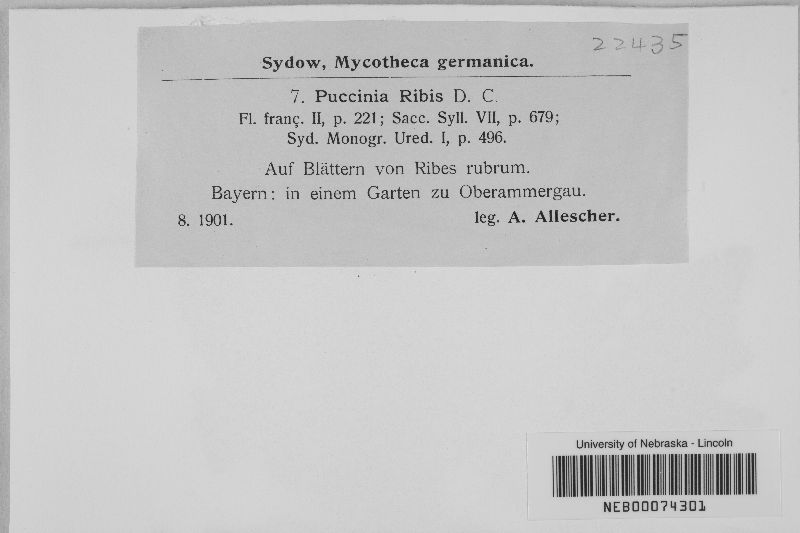 22435
Sydow, Mycotheca germanica.
7. Puccinia Ribis D. C.
Fl. franç. II, p. 221; Sacc. Syll. VII, p. 679;
Syd. Monogr. Ured. I, p. 496.
Auf Blättern von Ribes rubrum.
Bayern: in einem Garten zu Oberammergau.
8. 1901. leg. A. Allescher.
University of Nebraska - Lincoln
NEB00074301